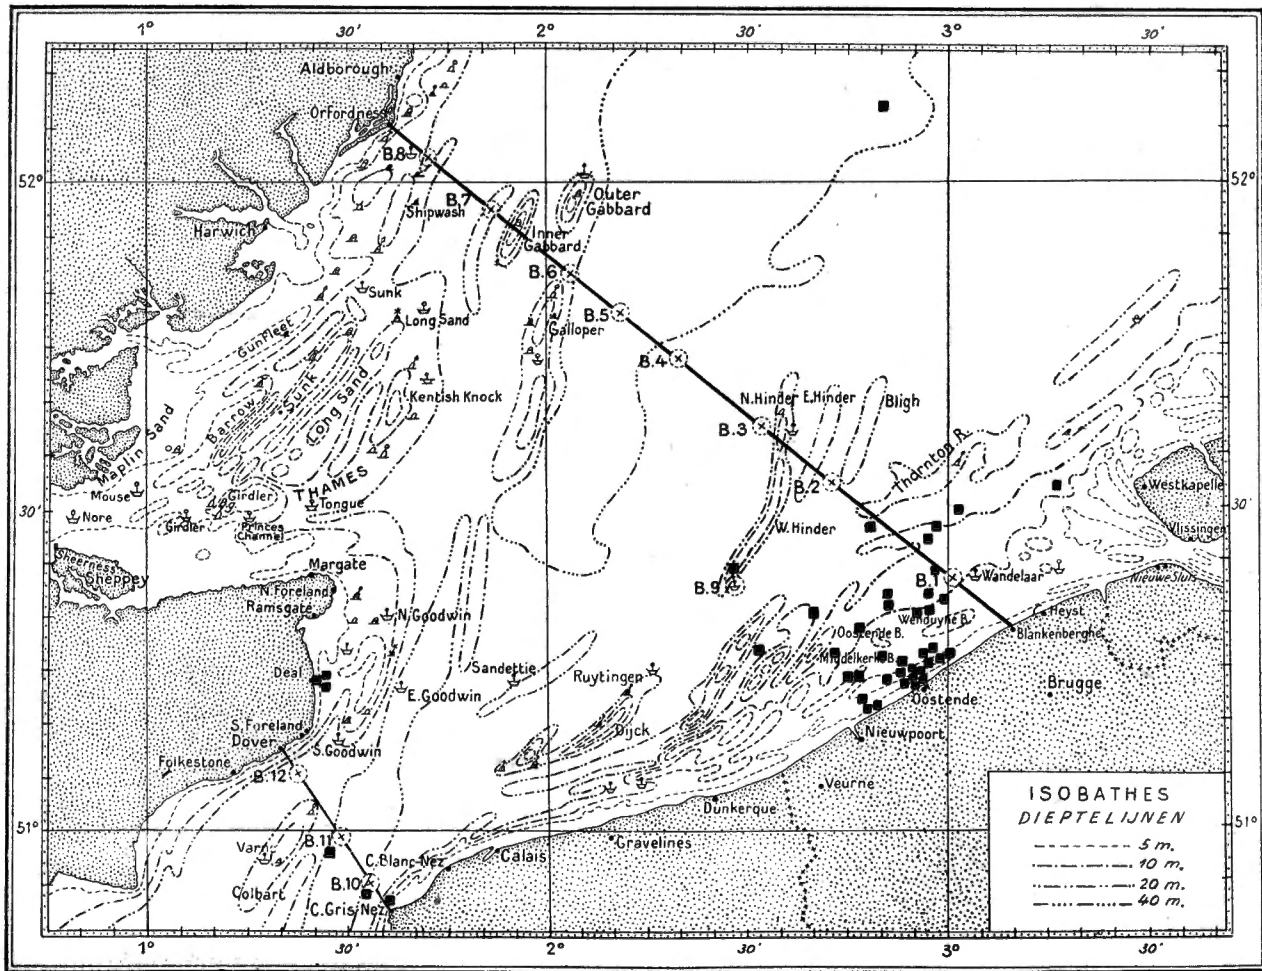 1° 30' 2° 30' 3° 30'
Aldborough
Orfordness
B.8
52° 52°
B.7
Shipwash
Outer
Gabbard
Harwich
Inner
Gabbard
B.6
Sunk
B.5
Long Sand
Galloper
Gunfleet
B.4
Kentish Knock
N.Hinder E.Hinder
Bligh
Barrow
Sunk
Long Sand
Maplin Sand
B.3
Thornton R.
B.2
THAMES
Mouse
Girdler
Tongue
Westkapelle
30' 30'
Nore
Girdler
Princes
Channel
W.Hinder
Vlissingen
Sheerness
Sheppey
Margate
B.9
B.1
Wandelaar
Nieuwe Sluis
N.Foreland
Ramsgate
N.Goodwin
Wenduyne B.
Heyst
Oostende B.
Blankenberghe
Middelkerke B.
Deal
Sandettie
Ruytingen
E.Goodwin
Brugge
Oostende
S.Foreland
Dover
S.Goodwin
Dijck
Nieuwpoort
Folkestone
B.12
Veurne
Dunkerque
51° 51°
B.11
Gravelines
Varn
C.Blanc-Nez
Calais
B.10
Colbart
C.Gris Nez
ISOBATHES
DIEPTELIJNEN
5 m.
10 m.
20 m.
40 m.
1° 30' 2° 30' 3° 30'